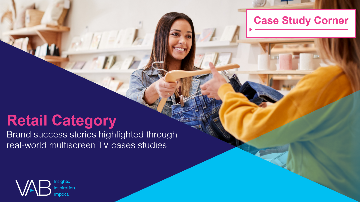 Case Study Corner
Retail Category
Brand success stories highlighted through
real-world multiscreen TV cases studies
VAB